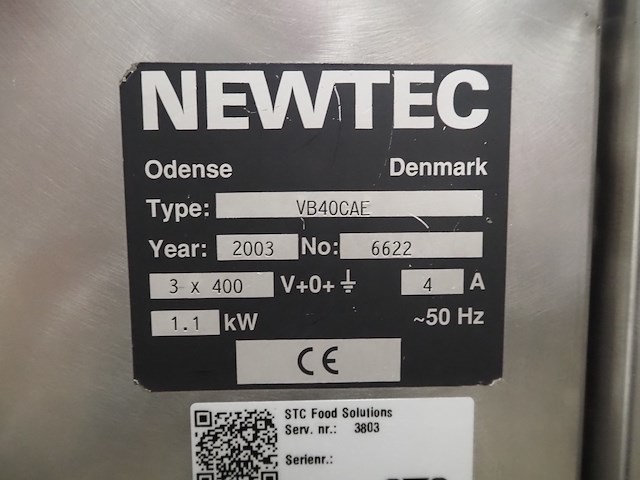 NEWTEC
Odense Denmark
Type: VB40CAE
Year: 2003 No: 6622
3 x 400 V+0+⏚ 4 A
1.1 kW ~50 Hz
CE
STC Food Solutions
Serv. nr.: 3803
Serienr.: